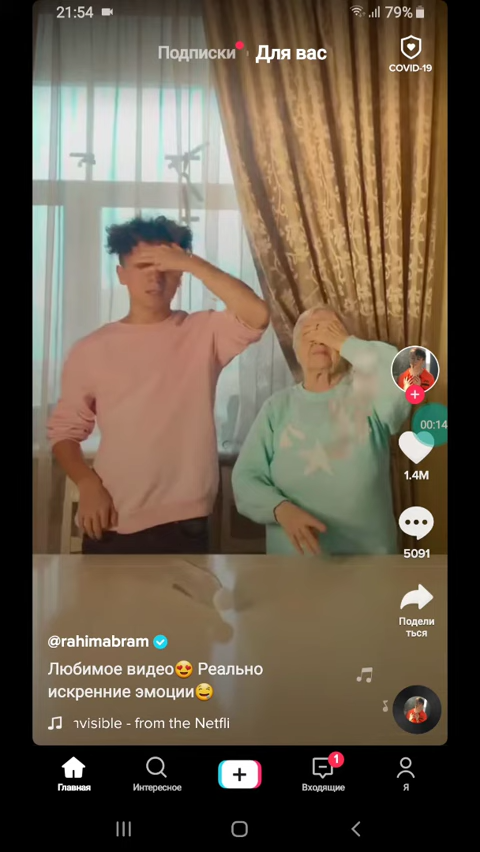 21:54
79%
Подписки Для вас
COVID-19
00:14
1.4M
5091
Подели
ться
@rahimabram
Любимое видео😍 Реально
искренние эмоции😅
nvisible - from the Netfli
1
Главная Интересное Входящие Я